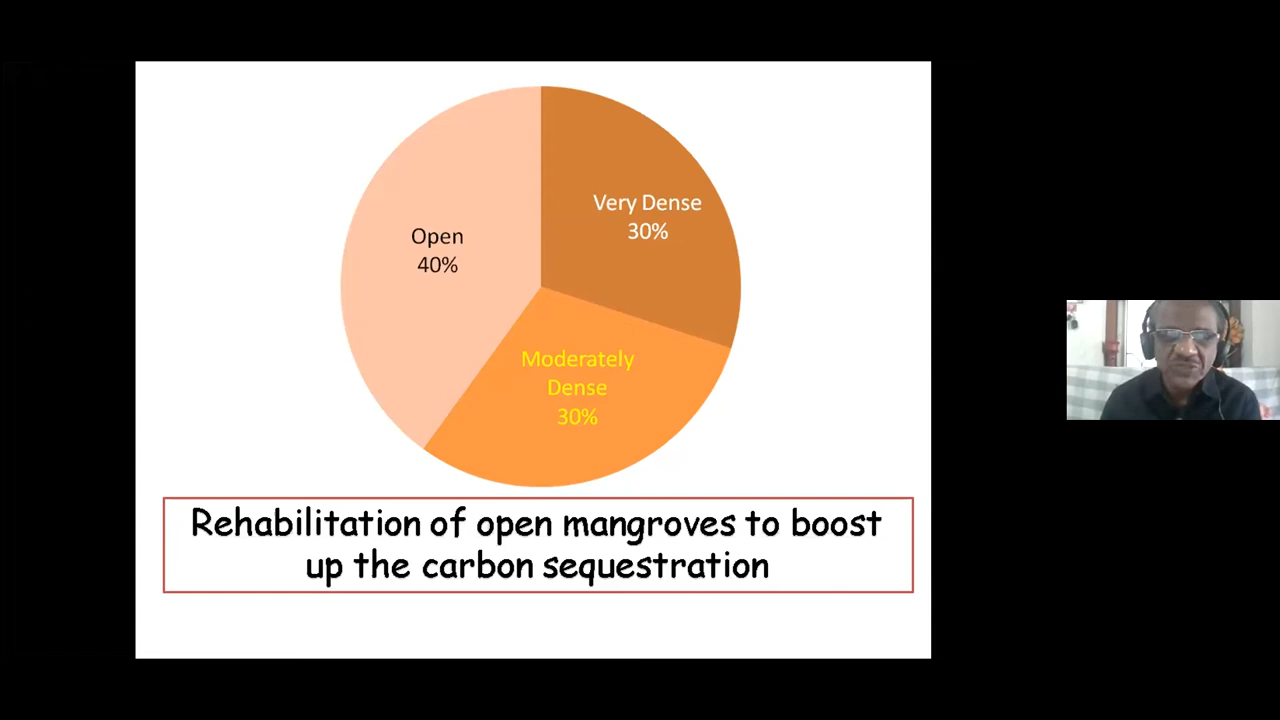 Very Dense
30%
Open
40%
Moderately
Dense
30%
Rehabilitation of open mangroves to boost
up the carbon sequestration